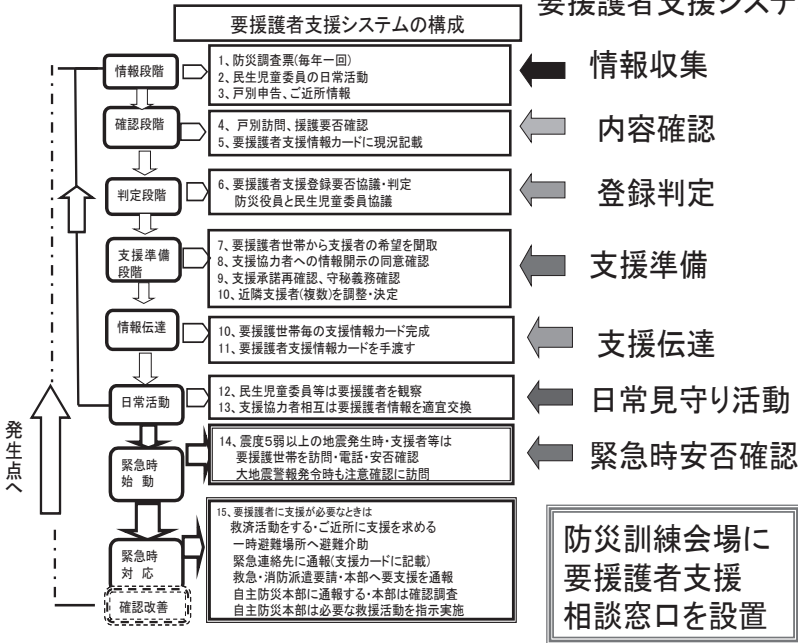 要援護者支援システ
要援護者支援システムの構成
情報段階
1、防災調査票(毎年一回)
2、民生児童委員の日常活動
3、戸別申告、ご近所情報
情報収集
確認段階
4、戸別訪問、援護要否確認
5、要援護者支援情報カードに現況記載
内容確認
判定段階
6、要援護者支援登録要否協議・判定
防災役員と民生児童委員協議
登録判定
支援準備
段階
7、要援護者世帯から支援者の希望を聞取
8、支援協力者への情報開示の同意確認
9、支援承諾再確認、守秘義務確認
10、近隣支援者(複数)を調整・決定
支援準備
情報伝達
10、要援護世帯毎の支援情報カード完成
11、要援護者支援情報カードを手渡す
支援伝達
日常活動
12、民生児童委員等は要援護者を観察
13、支援協力者相互は要援護者情報を適宜交換
日常見守り活動
緊急時
始 動
14、震度5弱以上の地震発生時・支援者等は
要援護世帯を訪問・電話・安否確認
大地震警報発令時も注意確認に訪問
緊急時安否確認
発生点へ
緊急時
対 応
15、要援護者に支援が必要なときは
救済活動をする・ご近所に支援を求める
一時避難場所へ避難介助
緊急連絡先に通報(支援カードに記載)
救急・消防派遣要請・本部へ要支援を通報
自主防災本部に通報する・本部は確認調査
自主防災本部は必要な救援活動を指示実施
確認改善
防災訓練会場に
要援護者支援
相談窓口を設置